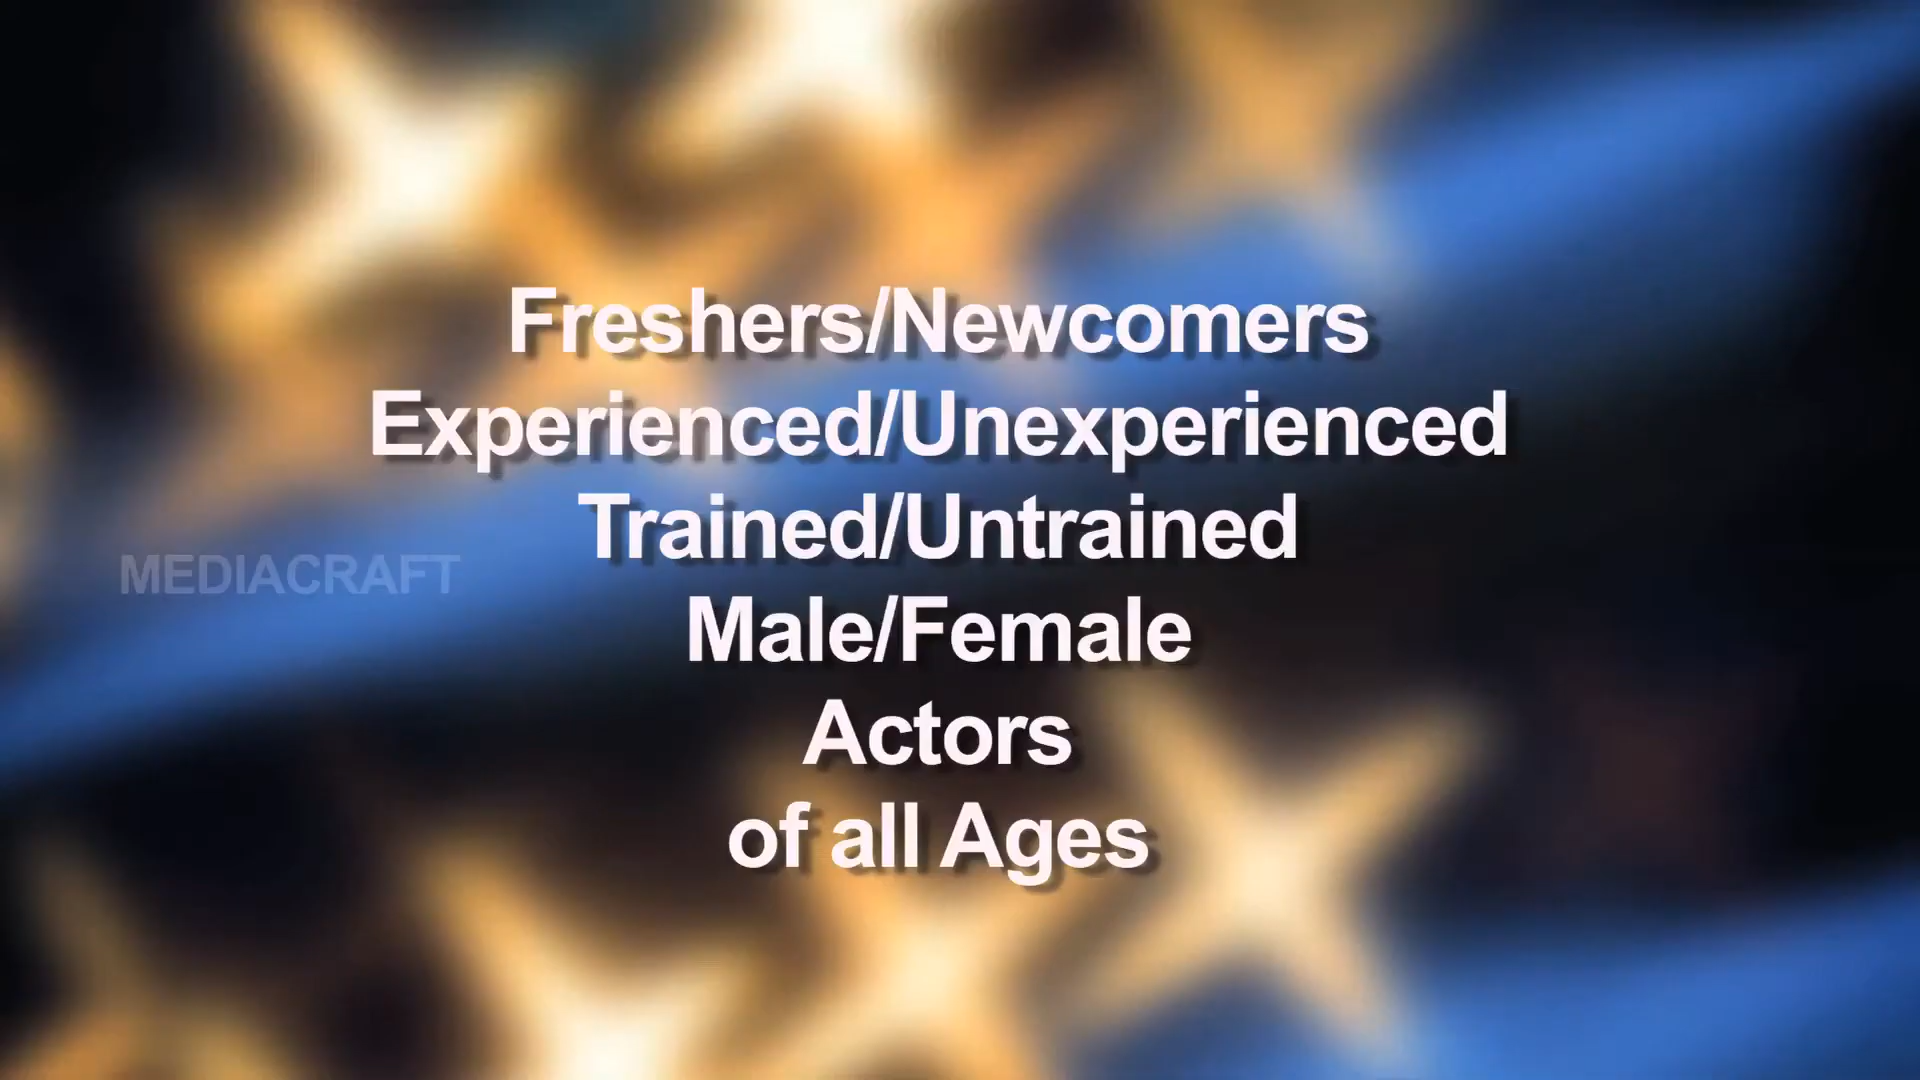 Freshers/Newcomers
Experienced/Unexperienced
Trained/Untrained
MEDIACRAFT
Male/Female
Actors
of all Ages